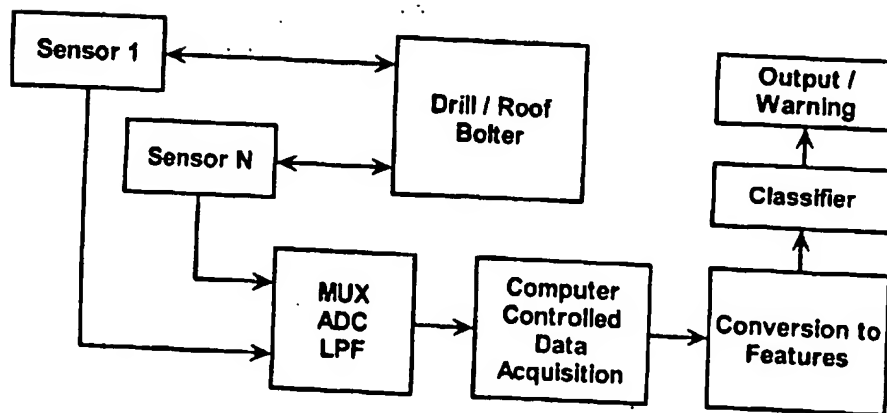 Sensor 1
Drill / Roof
Bolter
Output /
Warning
Sensor N
Classifier
MUX
ADC
LPF
Computer
Controlled
Data
Acquisition
Conversion to
Features